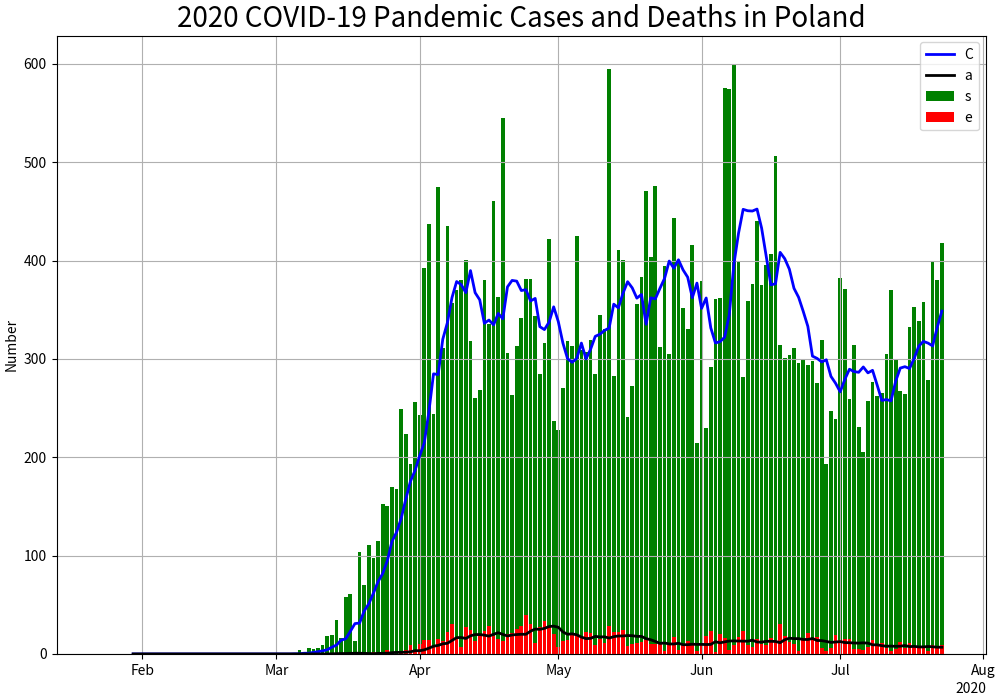 2020 COVID-19 Pandemic Cases and Deaths in Poland
C
a
s
e
Number
600
500
400
300
200
100
0
Feb
Mar
Apr
May
Jun
Jul
Aug
2020